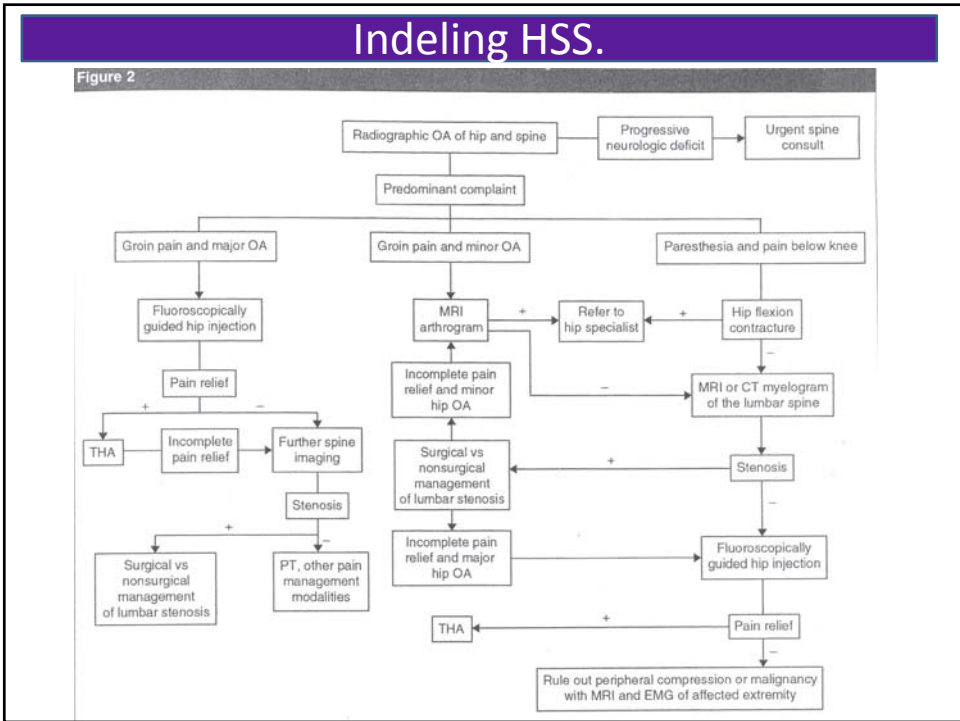 Indeling HSS.
Figure 2
Radiographic OA of hip and spine
Progressive
neurologic deficit
Urgent spine
consult
Predominant complaint
Groin pain and major OA
Groin pain and minor OA
Paresthesia and pain below knee
Fluoroscopically
guided hip injection
MRI
arthrogram
+
Refer to
hip specialist
+
Hip flexion
contracture
–
Pain relief
+
–
Incomplete pain
relief and minor
hip OA
–
MRI or CT myelogram
of the lumbar spine
THA
Incomplete
pain relief
Further spine
imaging
Surgical vs
nonsurgical
management
of lumbar stenosis
+
Stenosis
–
Stenosis
+
–
Surgical vs
nonsurgical
management
of lumbar stenosis
PT, other pain
management
modalities
Incomplete pain
relief and major
hip OA
Fluoroscopically
guided hip injection
THA
+
Pain relief
–
Rule out peripheral compression or malignancy
with MRI and EMG of affected extremity